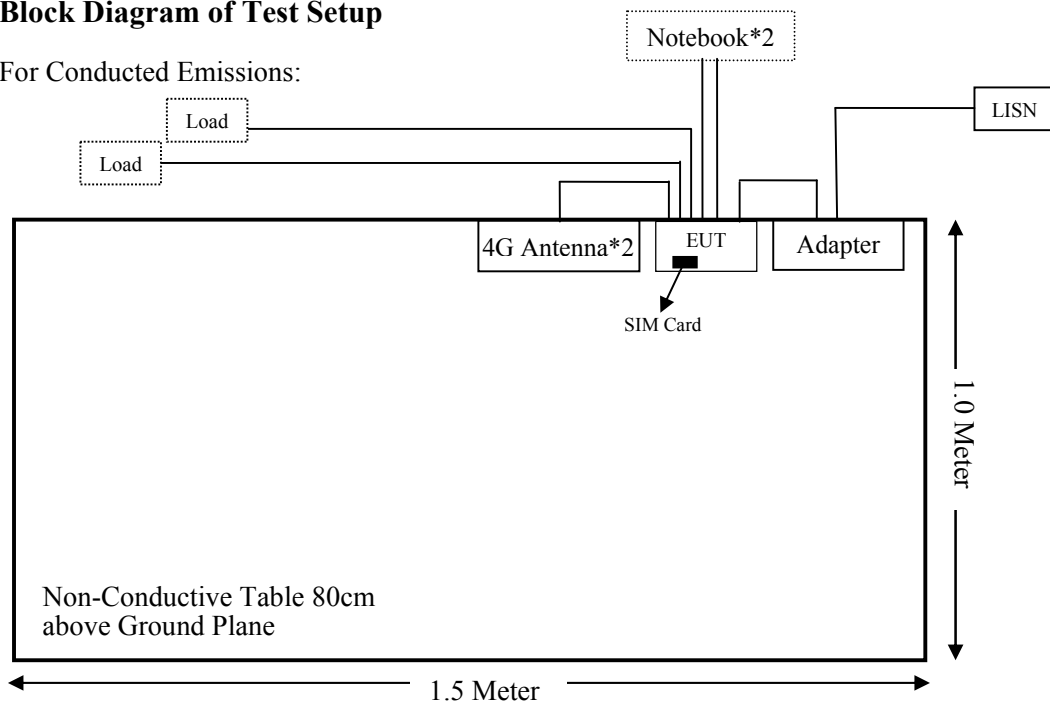 Block Diagram of Test Setup
Notebook*2
For Conducted Emissions:
LISN
Load
Load
4G Antenna*2
EUT
Adapter
SIM Card
1.0 Meter
Non-Conductive Table 80cm
above Ground Plane
1.5 Meter